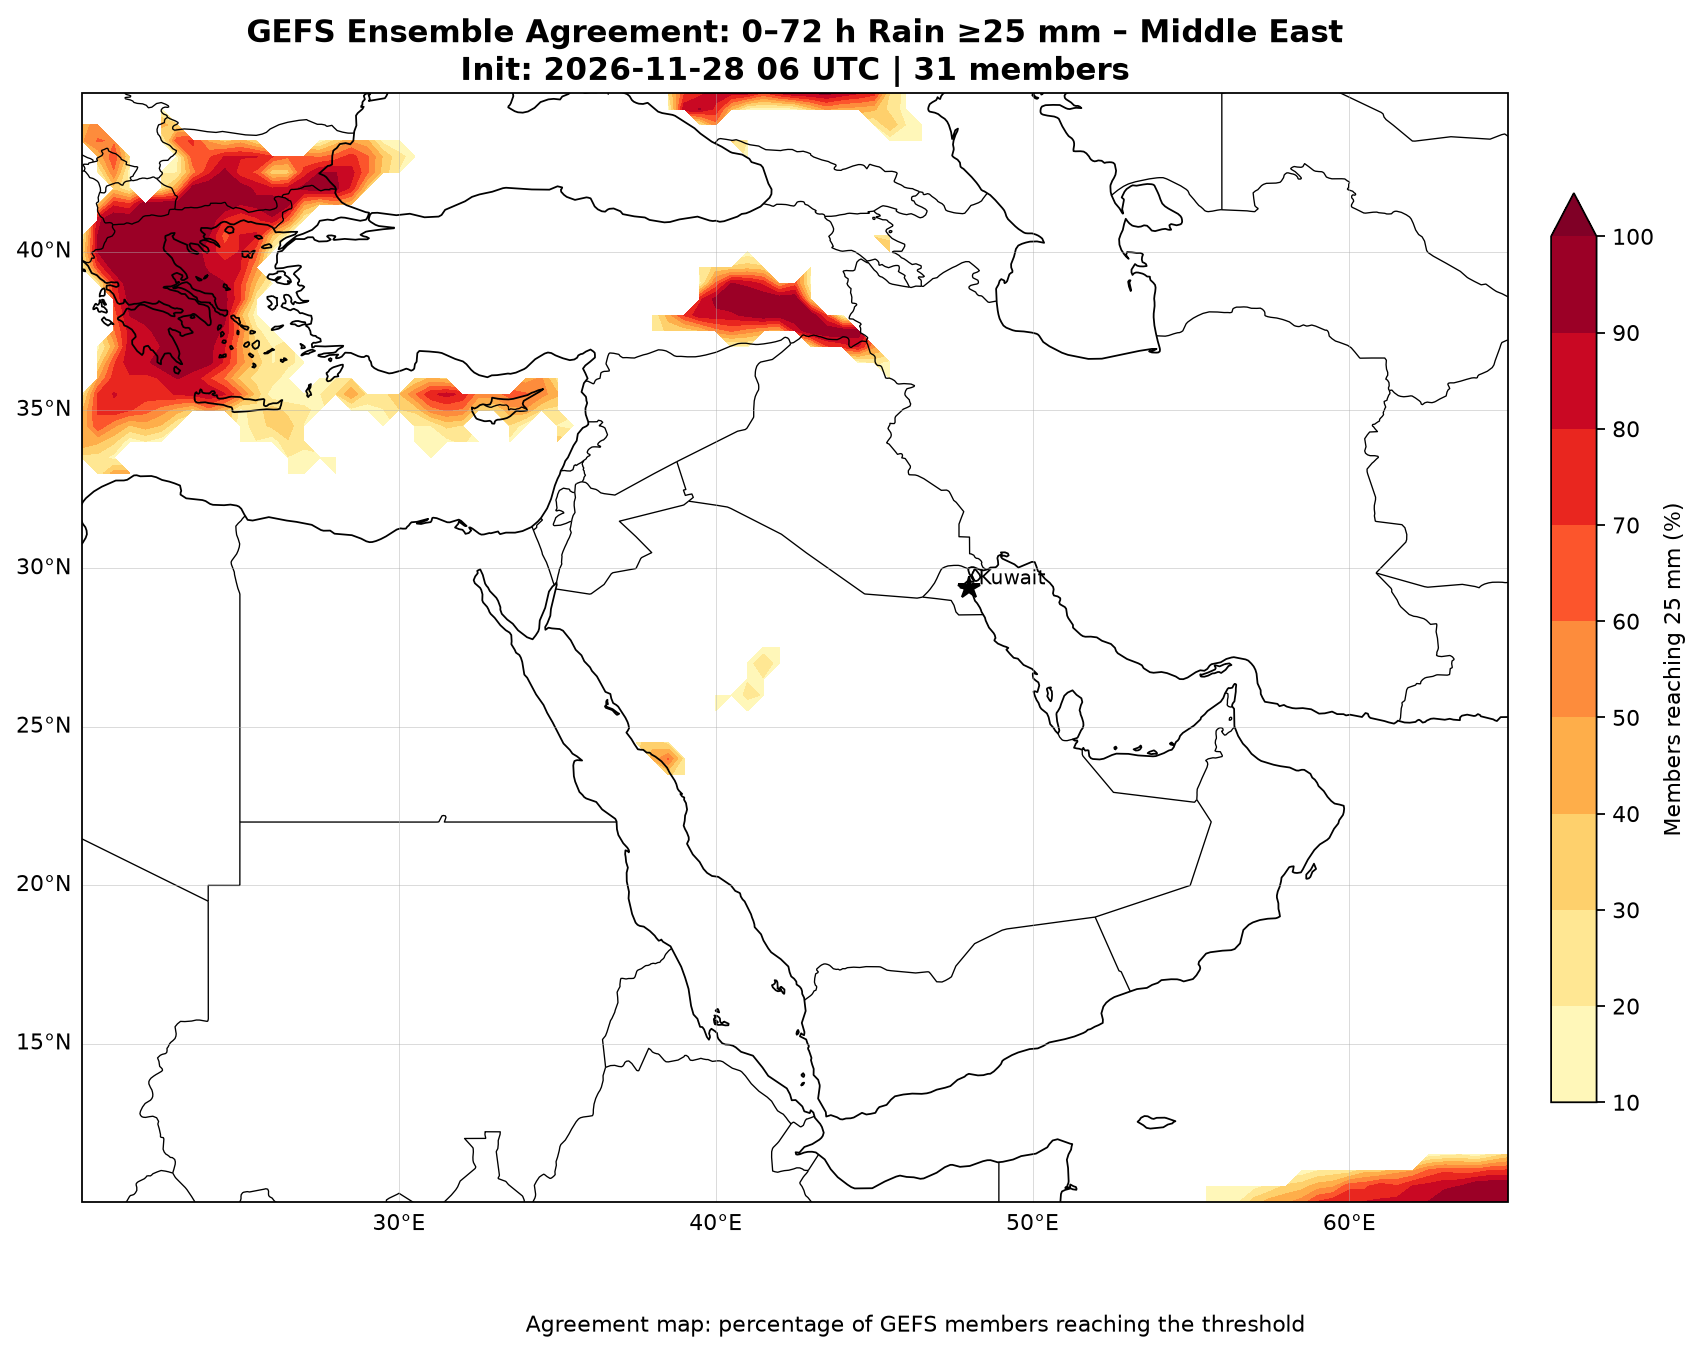 GEFS Ensemble Agreement: 0–72 h Rain ≥25 mm – Middle East
Init: 2026-11-28 06 UTC | 31 members
40°N
35°N
30°N
25°N
20°N
15°N
30°E
40°E
50°E
60°E
Kuwait
100
90
80
70
60
50
40
30
20
10
Members reaching 25 mm (%)
Agreement map: percentage of GEFS members reaching the threshold